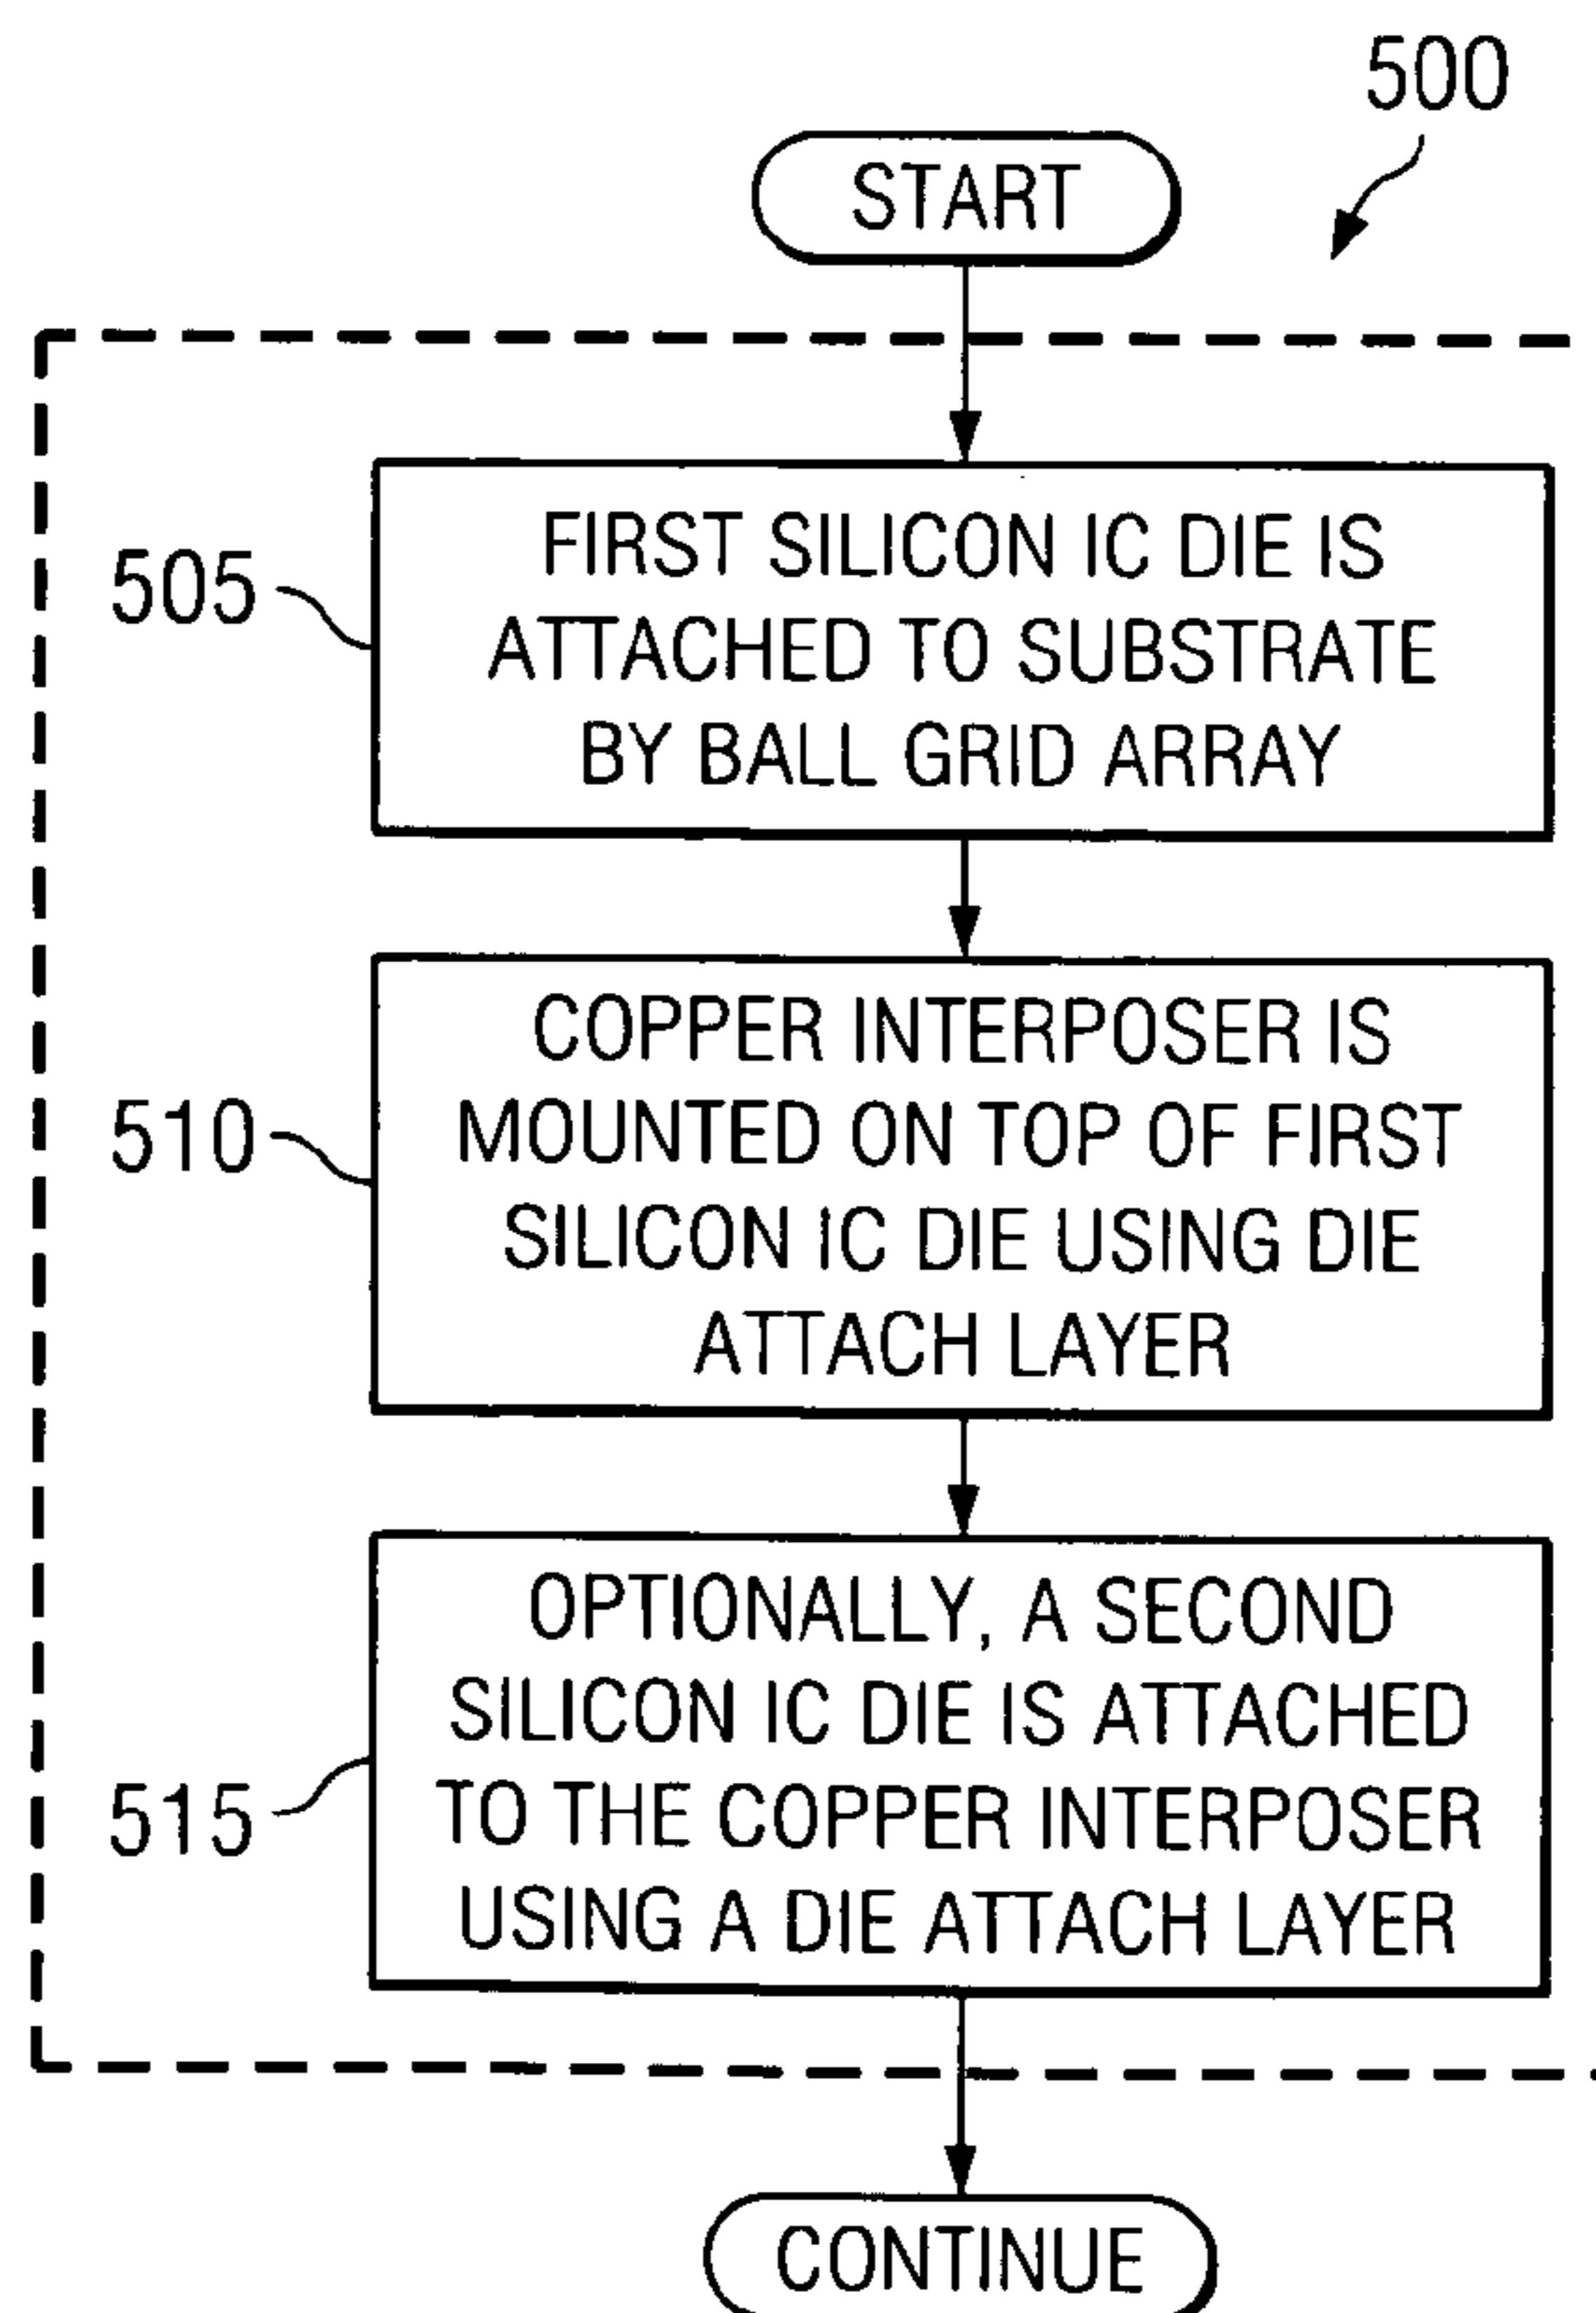 500
START
505
FIRST SILICON IC DIE IS
ATTACHED TO SUBSTRATE
BY BALL GRID ARRAY
510
COPPER INTERPOSER IS
MOUNTED ON TOP OF FIRST
SILICON IC DIE USING DIE
ATTACH LAYER
515
OPTIONALLY, A SECOND
SILICON IC DIE IS ATTACHED
TO THE COPPER INTERPOSER
USING A DIE ATTACH LAYER
CONTINUE